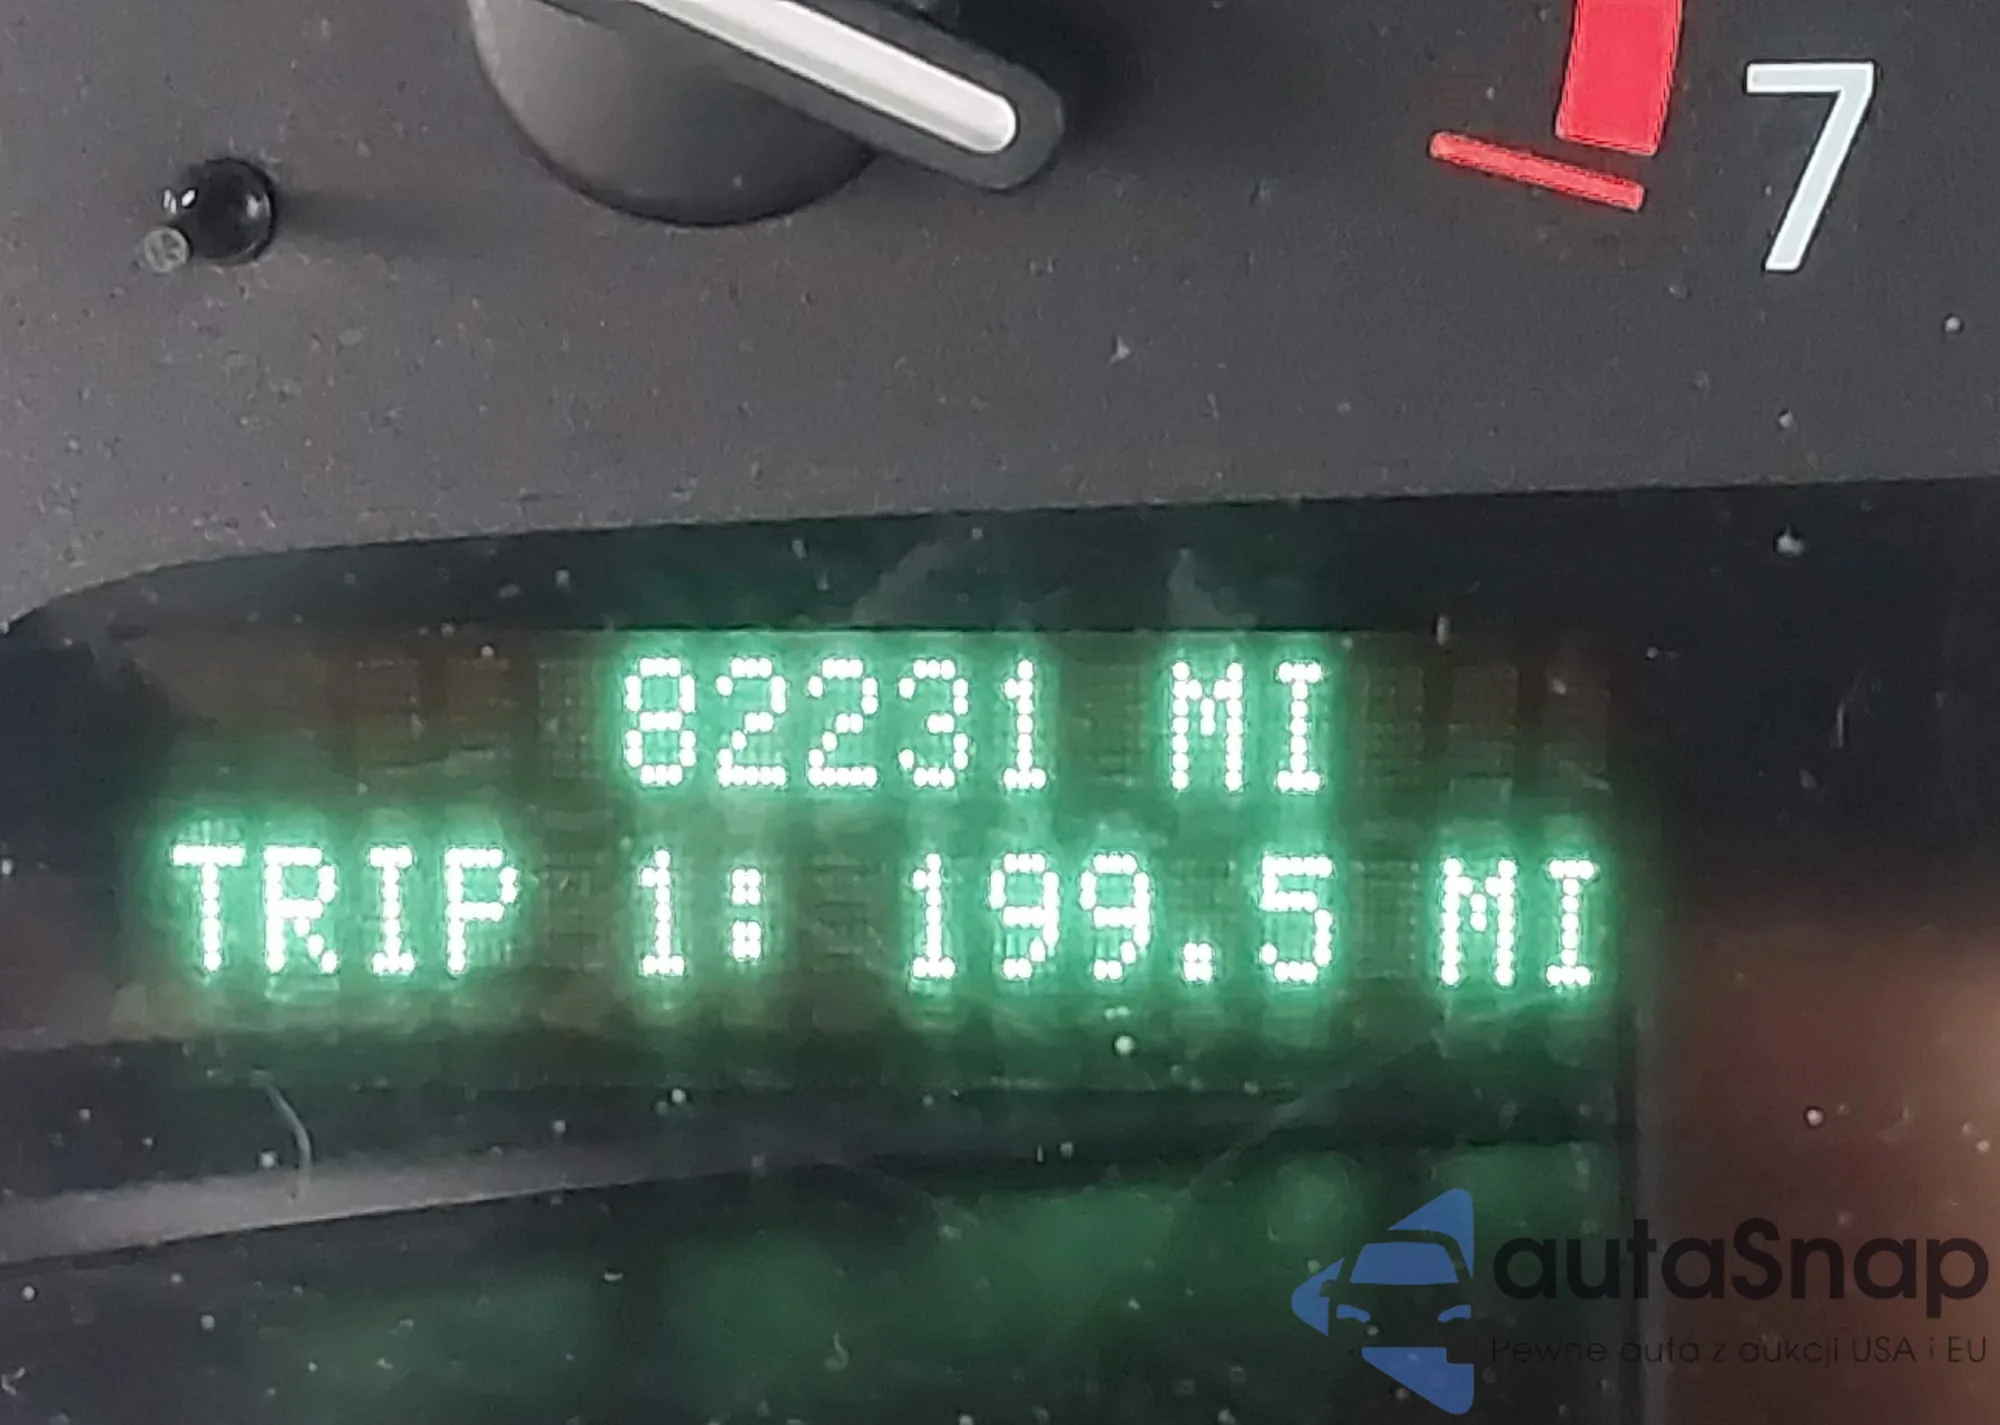 7
82231 MI
TRIP 1: 199.5 MI
autaSnap
Pewne auta z aukcji USA i EU